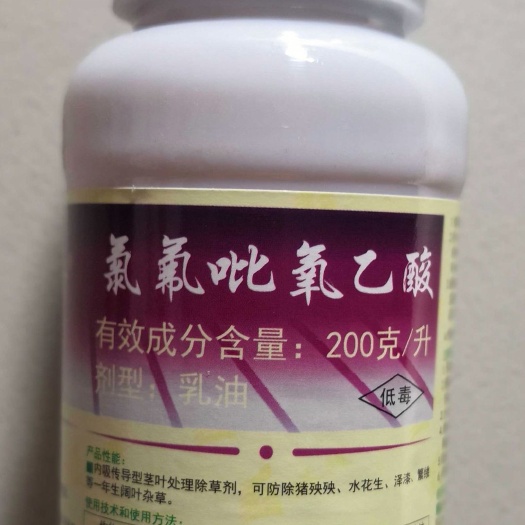 氯氟吡氧乙酸
有效成分含量：200克/升
剂型：乳油
低毒
产品性能：
■内吸传导型茎叶处理除草剂，可防除猪殃殃、水花生、泽漆、繁缕
等一年生阔叶杂草。
使用技术和使用方法：